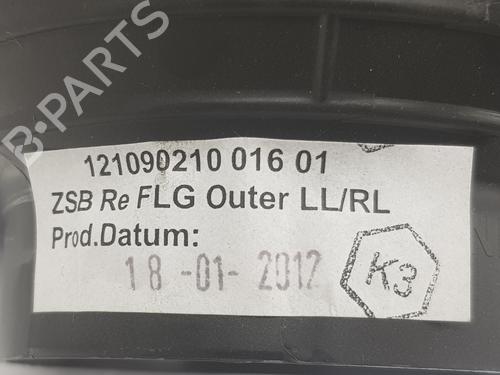 B-PARTS
121090210 016 01
ZSB Re FLG Outer LL/RL
Prod.Datum:
18 -01- 2012
K3